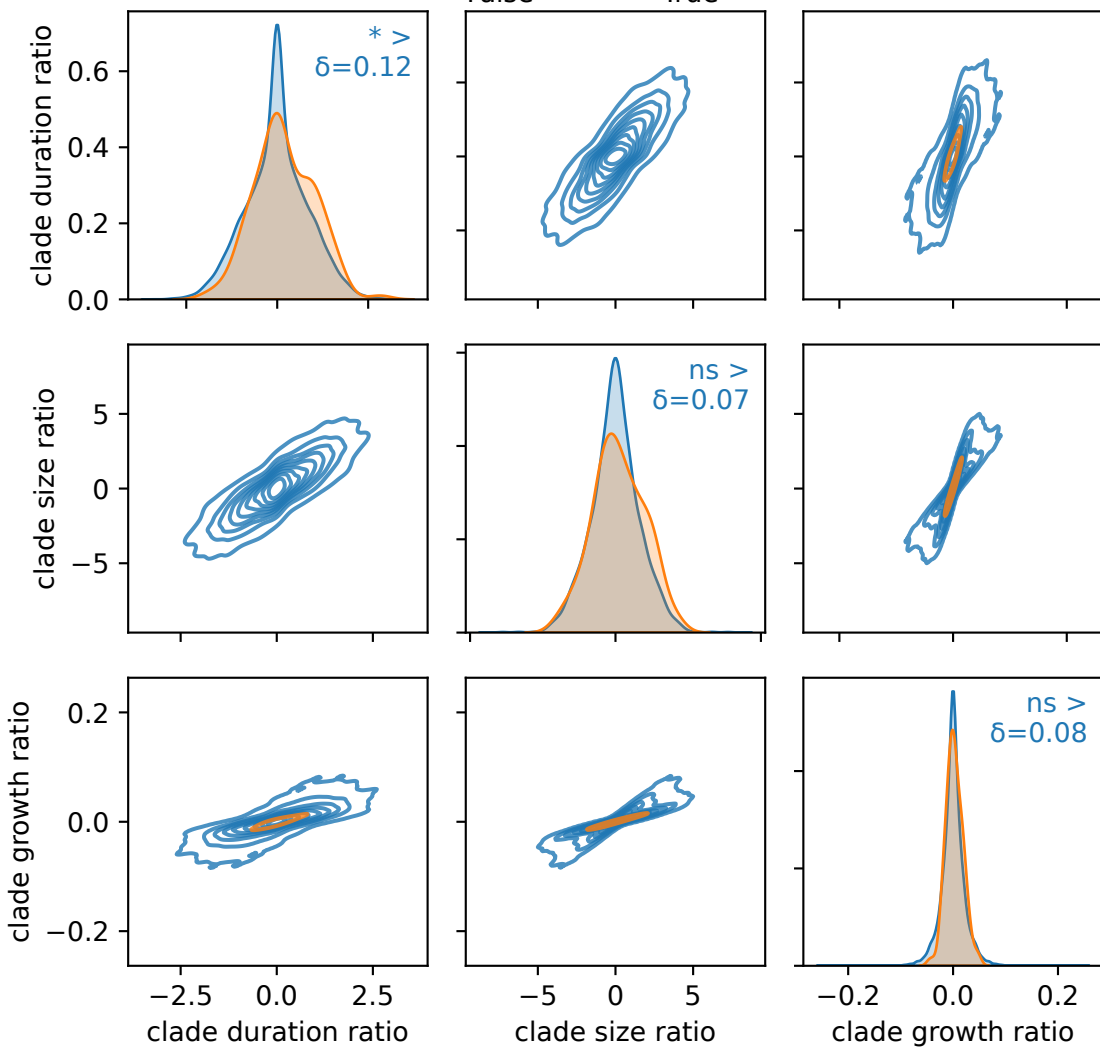 False True
clade duration ratio
0.6
0.4
0.2
0.0
* >
δ=0.12
clade size ratio
5
0
−5
ns >
δ=0.07
clade growth ratio
0.2
0.0
−0.2
ns >
δ=0.08
−2.5 0.0 2.5
−5 0 5
−0.2 0.0 0.2
clade duration ratio
clade size ratio
clade growth ratio